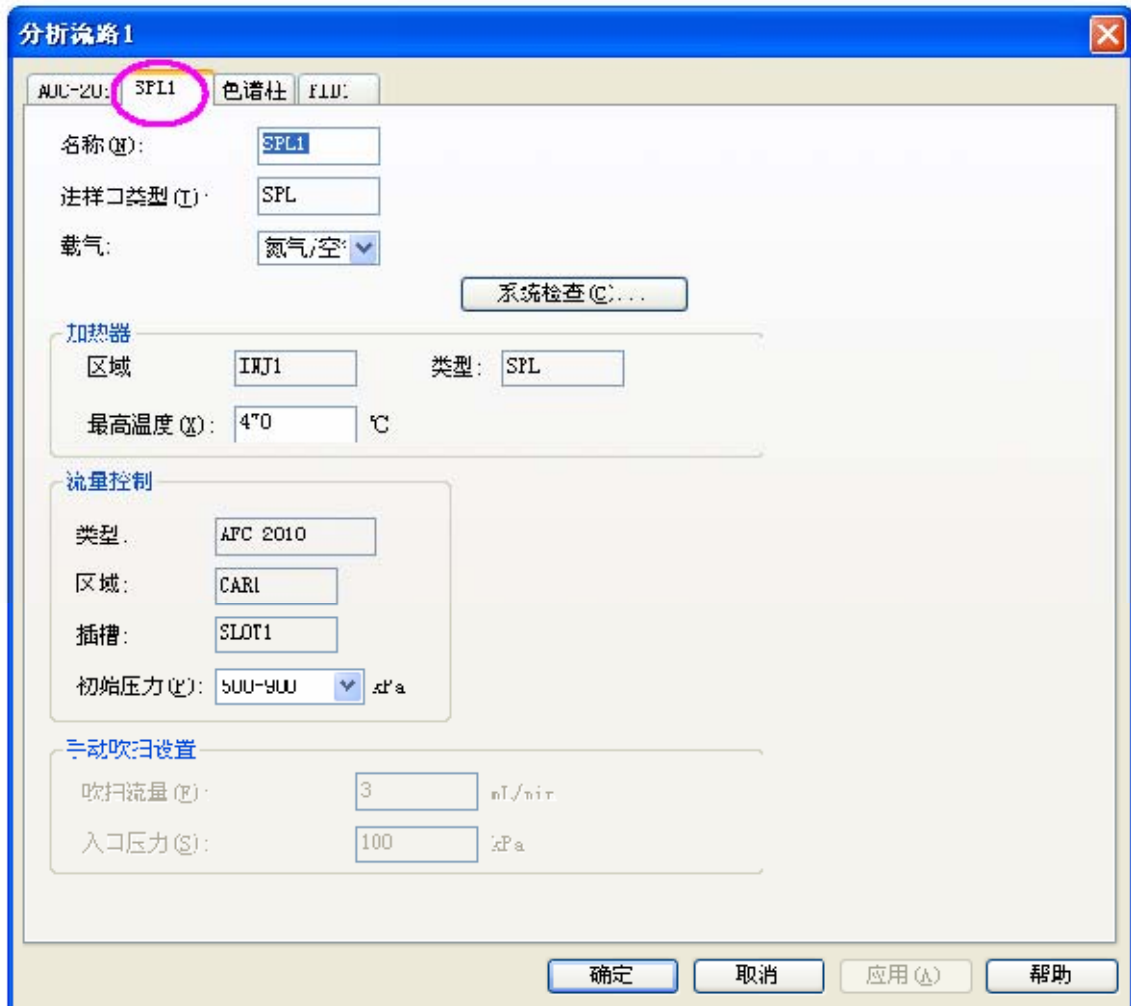 分析流路1
AOC-20: SPL1 色谱柱 FID1
名称(N): SPL1
注样口类型(T): SPL
载气: 氮气/空
系统检查(C)...
加热器
区域 INJ1 类型: SPL
最高温度(X): 470 ℃
流量控制
类型: AFC 2010
区域: CAR1
插槽: SLOT1
初始压力(P): 500-900 kPa
手动吹扫设置
吹扫流量(F): 3 mL/min
入口压力(S): 100 kPa
确定 取消 应用(A) 帮助